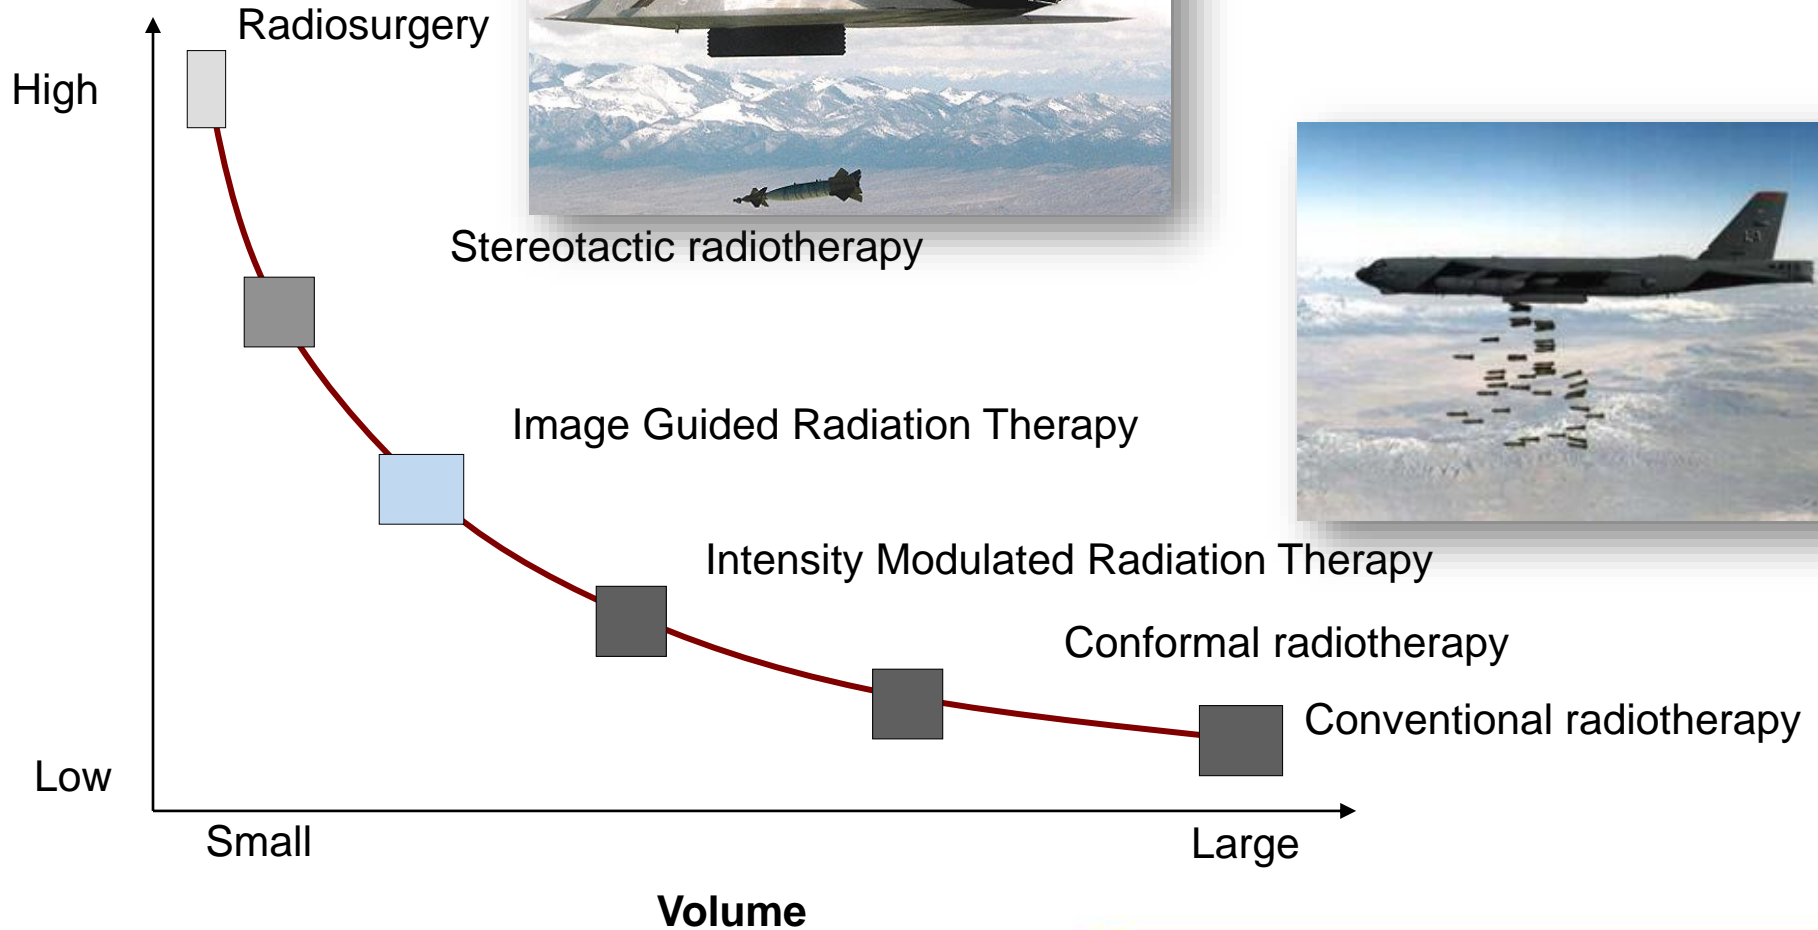 Radiosurgery
High
Stereotactic radiotherapy
Image Guided Radiation Therapy
Intensity Modulated Radiation Therapy
Conformal radiotherapy
Conventional radiotherapy
Low
Small
Large
Volume